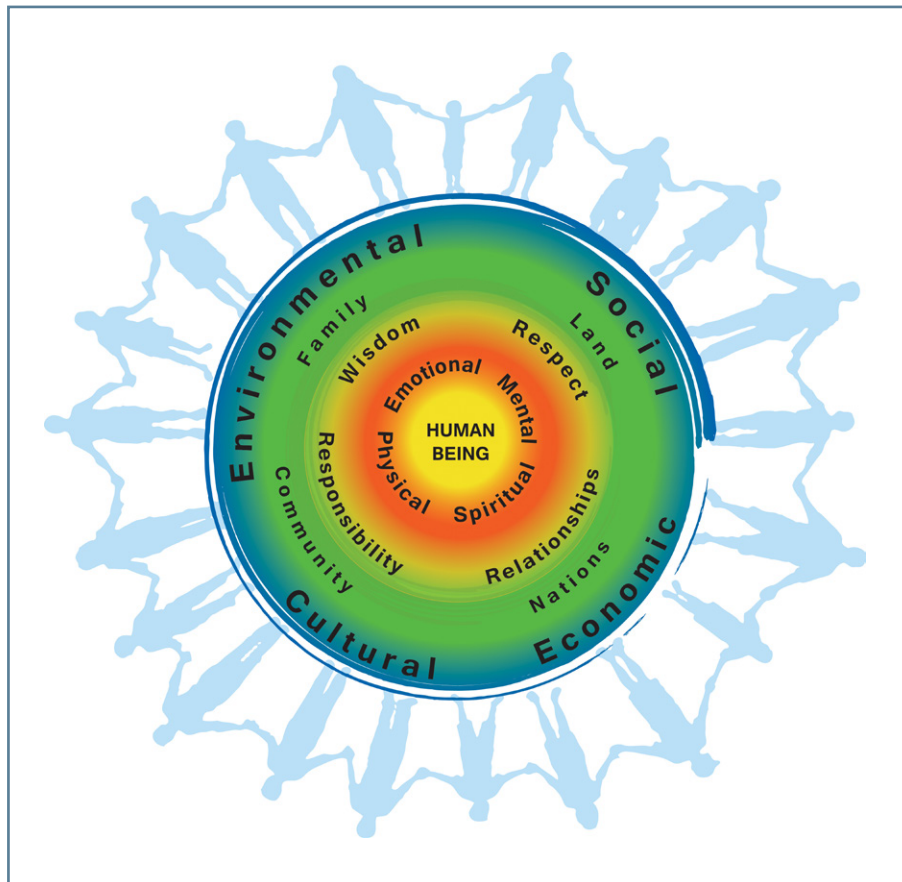 Environmental
Social
Family
Land
Wisdom
Respect
Emotional
Mental
HUMAN
BEING
Physical
Spiritual
Responsibility
Relationships
Community
Nations
Cultural
Economic